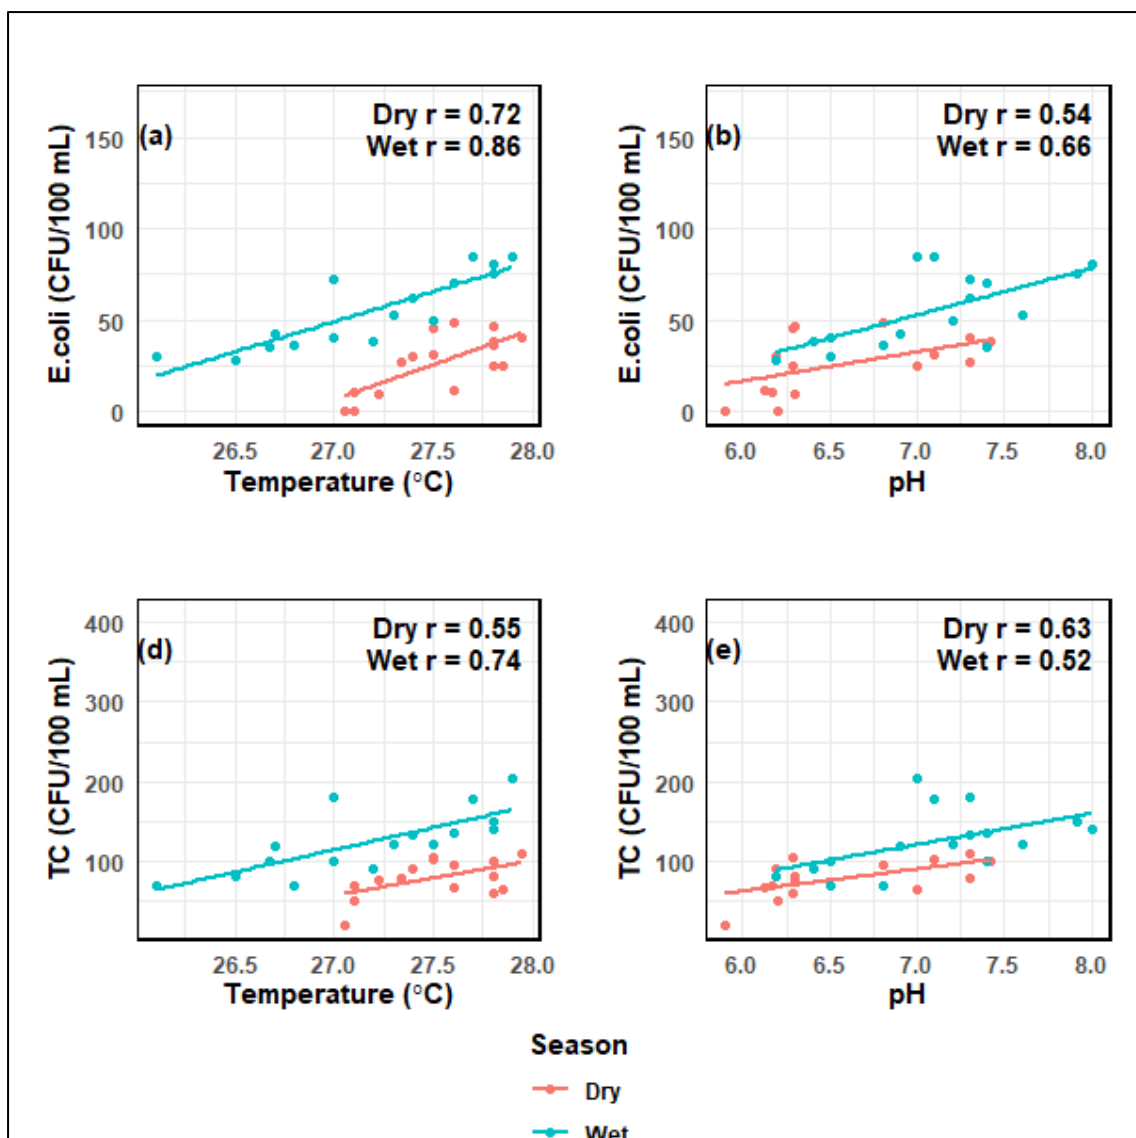 (a)
Dry r = 0.72
Wet r = 0.86
E.coli (CFU/100 mL)
150
100
50
0
26.5 27.0 27.5 28.0
Temperature (°C)
(b)
Dry r = 0.54
Wet r = 0.66
E.coli (CFU/100 mL)
150
100
50
0
6.0 6.5 7.0 7.5 8.0
pH
(d)
Dry r = 0.55
Wet r = 0.74
TC (CFU/100 mL)
400
300
200
100
26.5 27.0 27.5 28.0
Temperature (°C)
(e)
Dry r = 0.63
Wet r = 0.52
TC (CFU/100 mL)
400
300
200
100
6.0 6.5 7.0 7.5 8.0
pH
Season
Dry
Wet